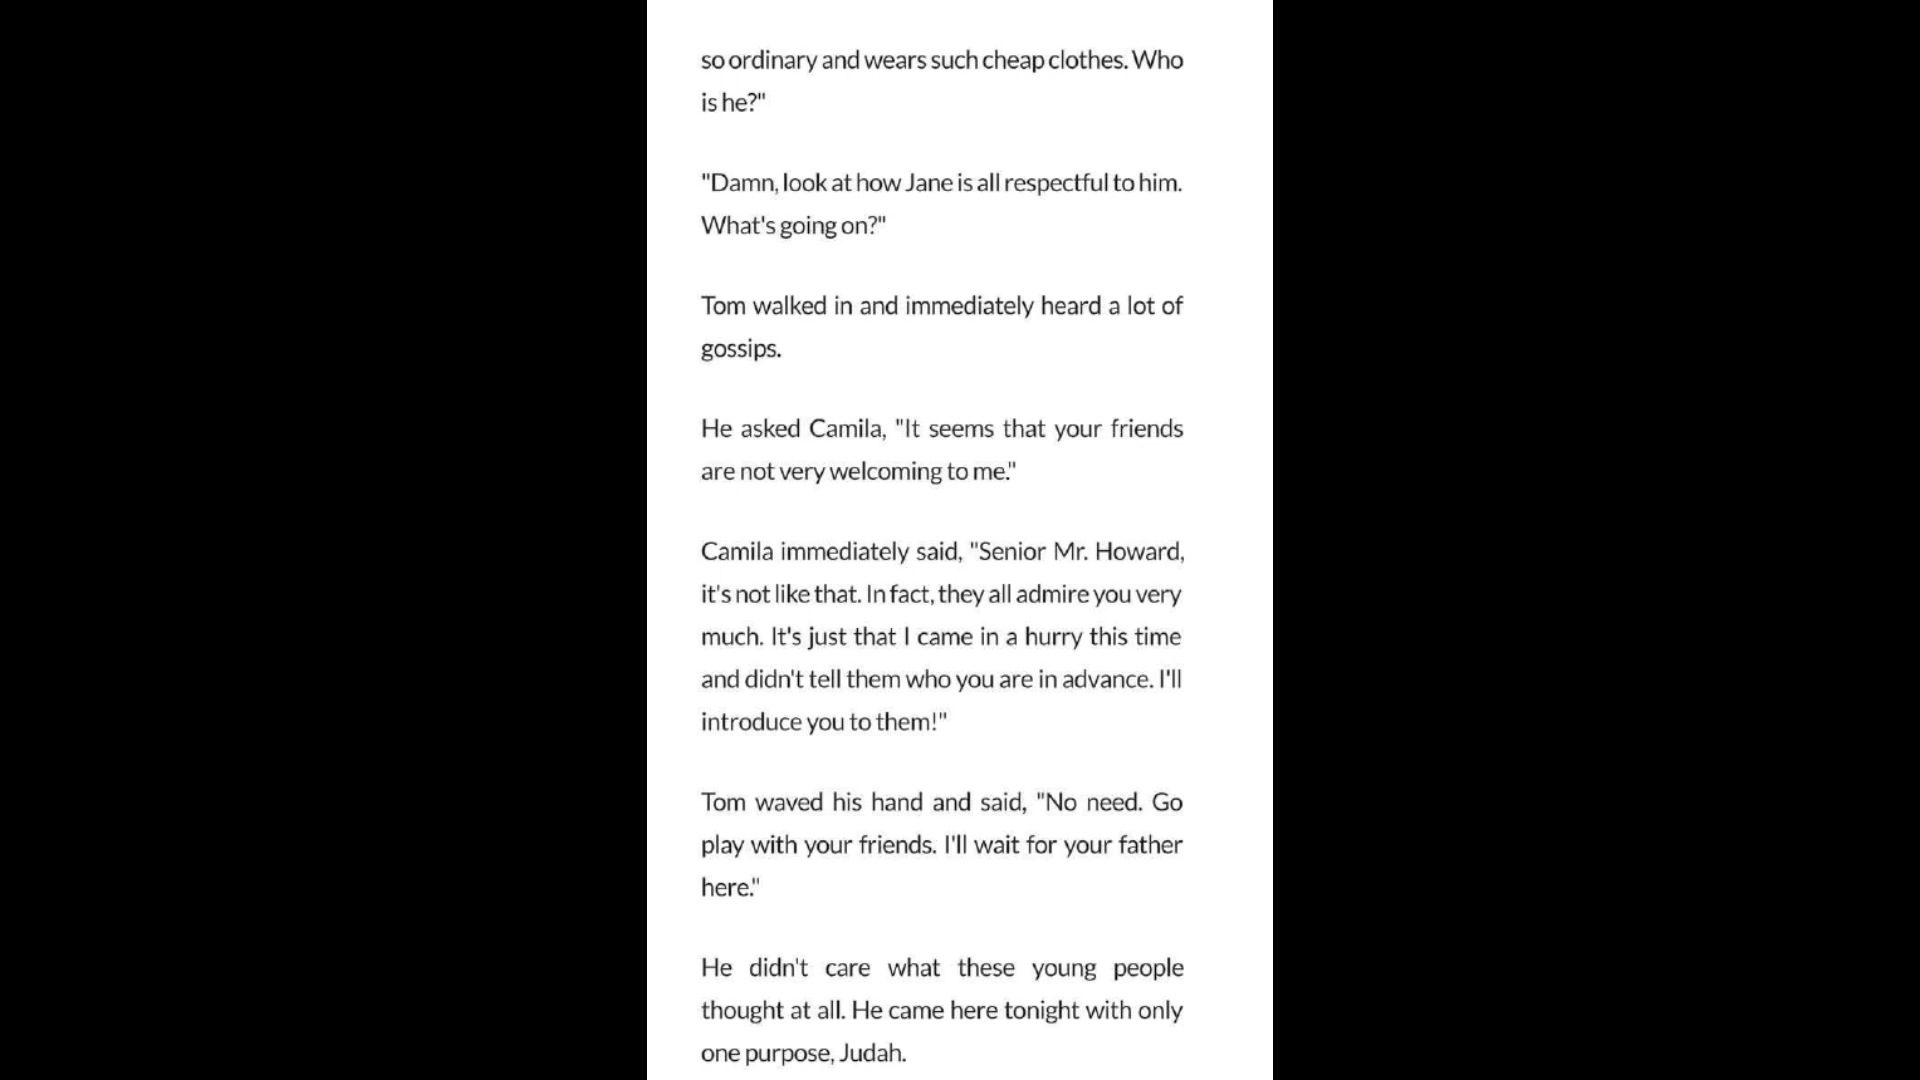 so ordinary and wears such cheap clothes. Who
is he?"
"Damn, look at how Jane is all respectful to him.
What's going on?"
Tom walked in and immediately heard a lot of
gossips.
He asked Camila, "It seems that your friends
are not very welcoming to me."
Camila immediately said, "Senior Mr. Howard,
it's not like that. In fact, they all admire you very
much. It's just that I came in a hurry this time
and didn't tell them who you are in advance. I'll
introduce you to them!"
Tom waved his hand and said, "No need. Go
play with your friends. I'll wait for your father
here."
He didn't care what these young people
thought at all. He came here tonight with only
one purpose, Judah.